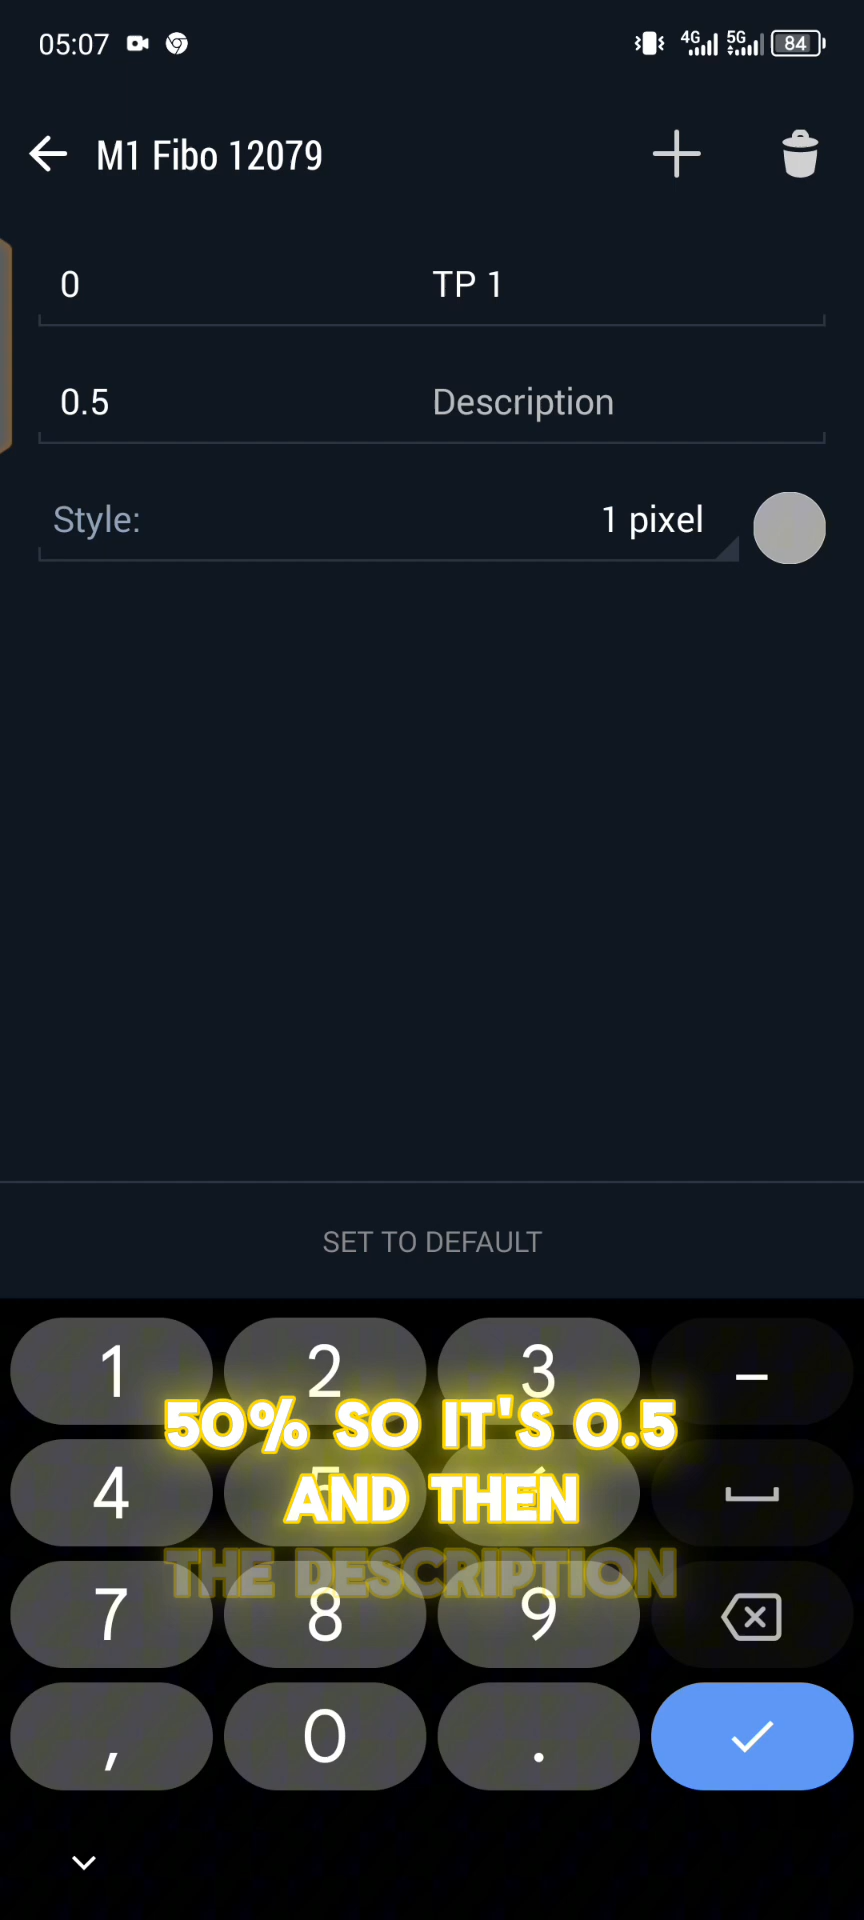 05:07 4G 5G 84
M1 Fibo 12079
0 TP 1
0.5 Description
Style: 1 pixel
SET TO DEFAULT
1 2 3 –
50% SO IT'S 0.5
4
AND THEN
THE DESCRIPTION
7 8 9
, 0 .